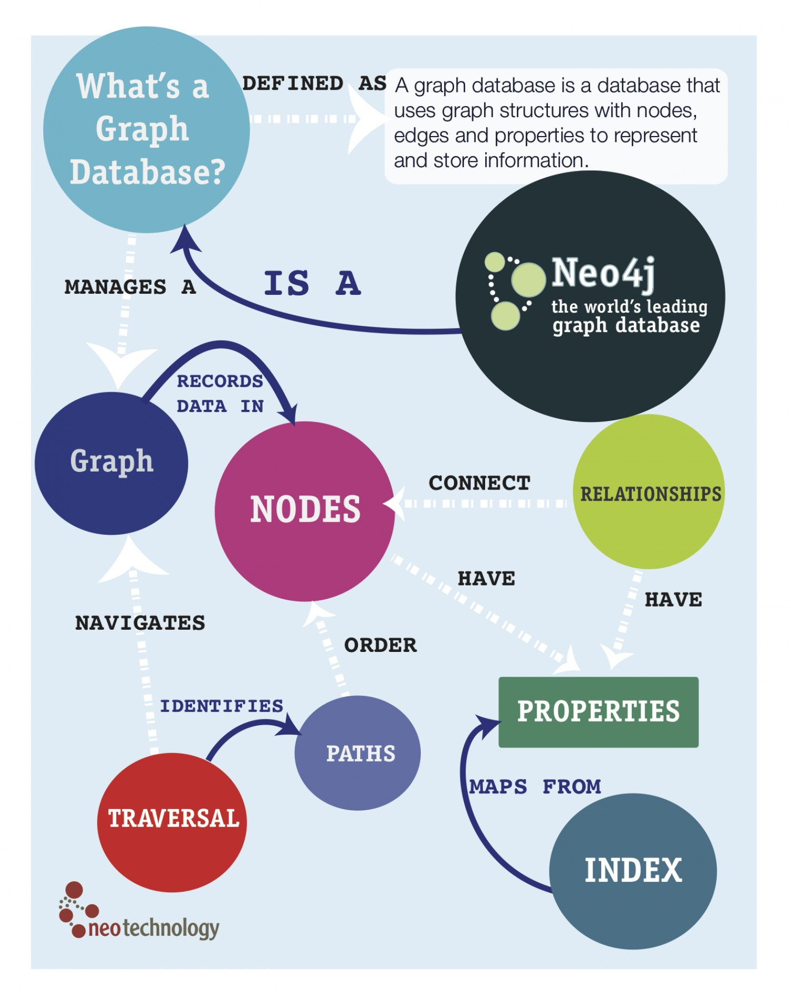 What's a
Graph
Database?
DEFINED AS
A graph database is a database that
uses graph structures with nodes,
edges and properties to represent
and store information.
MANAGES A
IS A
Neo4j
the world's leading
graph database
RECORDS
DATA IN
Graph
NODES
CONNECT
RELATIONSHIPS
HAVE
HAVE
NAVIGATES
ORDER
IDENTIFIES
PATHS
PROPERTIES
MAPS FROM
TRAVERSAL
INDEX
neotechnology